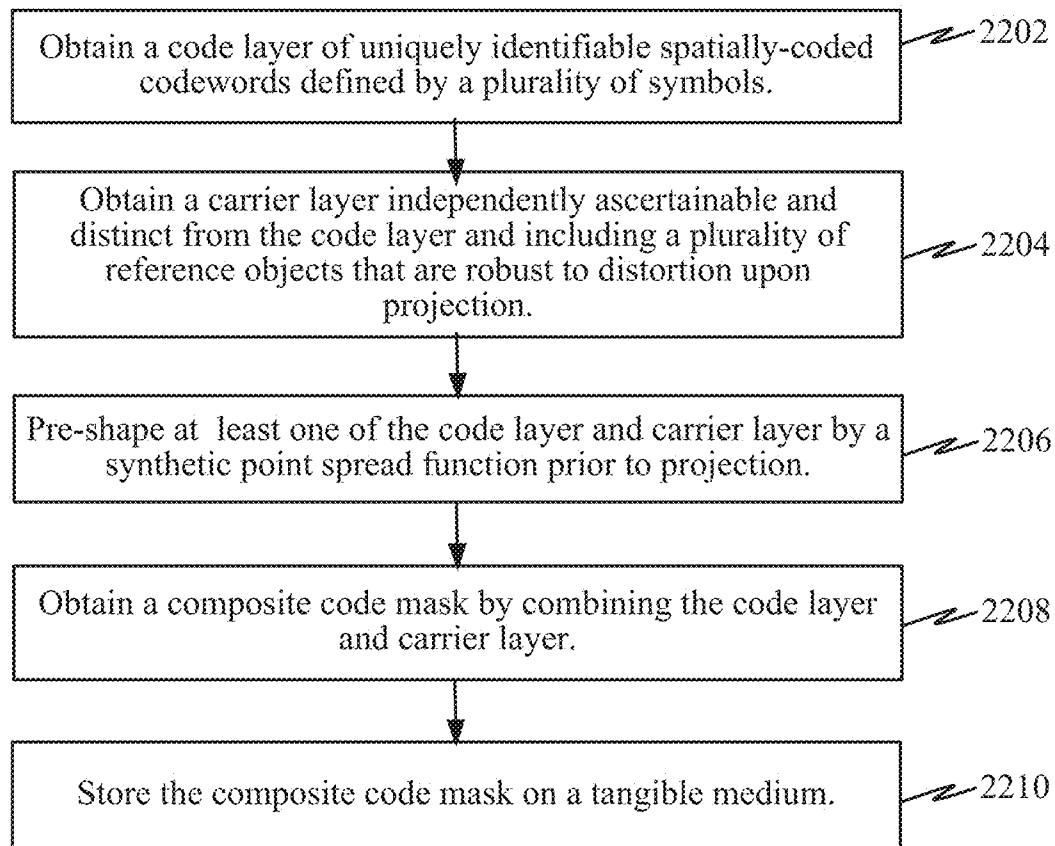 Obtain a code layer of uniquely identifiable spatially-coded
codewords defined by a plurality of symbols.
2202
Obtain a carrier layer independently ascertainable and
distinct from the code layer and including a plurality of
reference objects that are robust to distortion upon
projection.
2204
Pre-shape at least one of the code layer and carrier layer by a
synthetic point spread function prior to projection.
2206
Obtain a composite code mask by combining the code layer
and carrier layer.
2208
Store the composite code mask on a tangible medium.
2210